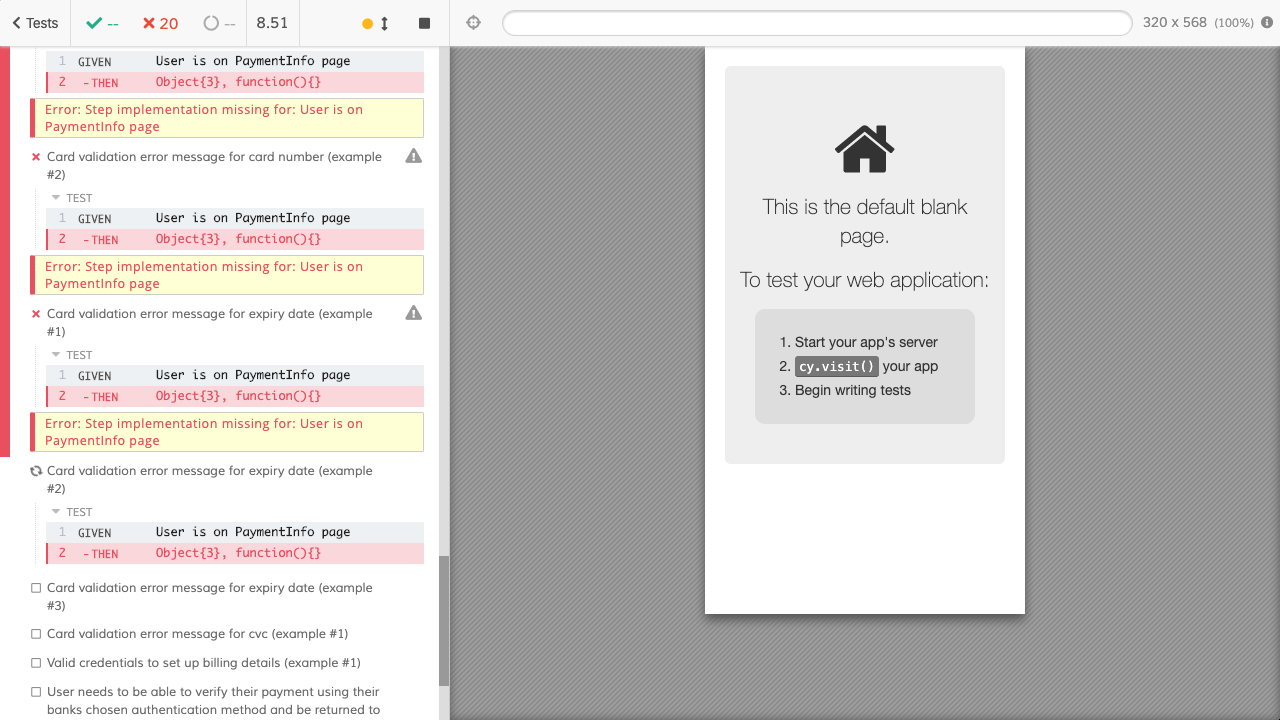 Tests
--
20
--
8.51
320 x 568 (100%)
1 GIVEN User is on PaymentInfo page
2 -THEN Object{3}, function(){}
Error: Step implementation missing for: User is on
PaymentInfo page
Card validation error message for card number (example
#2)
TEST
1 GIVEN User is on PaymentInfo page
2 -THEN Object{3}, function(){}
Error: Step implementation missing for: User is on
PaymentInfo page
Card validation error message for expiry date (example
#1)
TEST
1 GIVEN User is on PaymentInfo page
2 -THEN Object{3}, function(){}
Error: Step implementation missing for: User is on
PaymentInfo page
Card validation error message for expiry date (example
#2)
TEST
1 GIVEN User is on PaymentInfo page
2 -THEN Object{3}, function(){}
Card validation error message for expiry date (example
#3)
Card validation error message for cvc (example #1)
Valid credentials to set up billing details (example #1)
User needs to be able to verify their payment using their
banks chosen authentication method and be returned to
This is the default blank
page.
To test your web application:
1. Start your app's server
2. cy.visit() your app
3. Begin writing tests